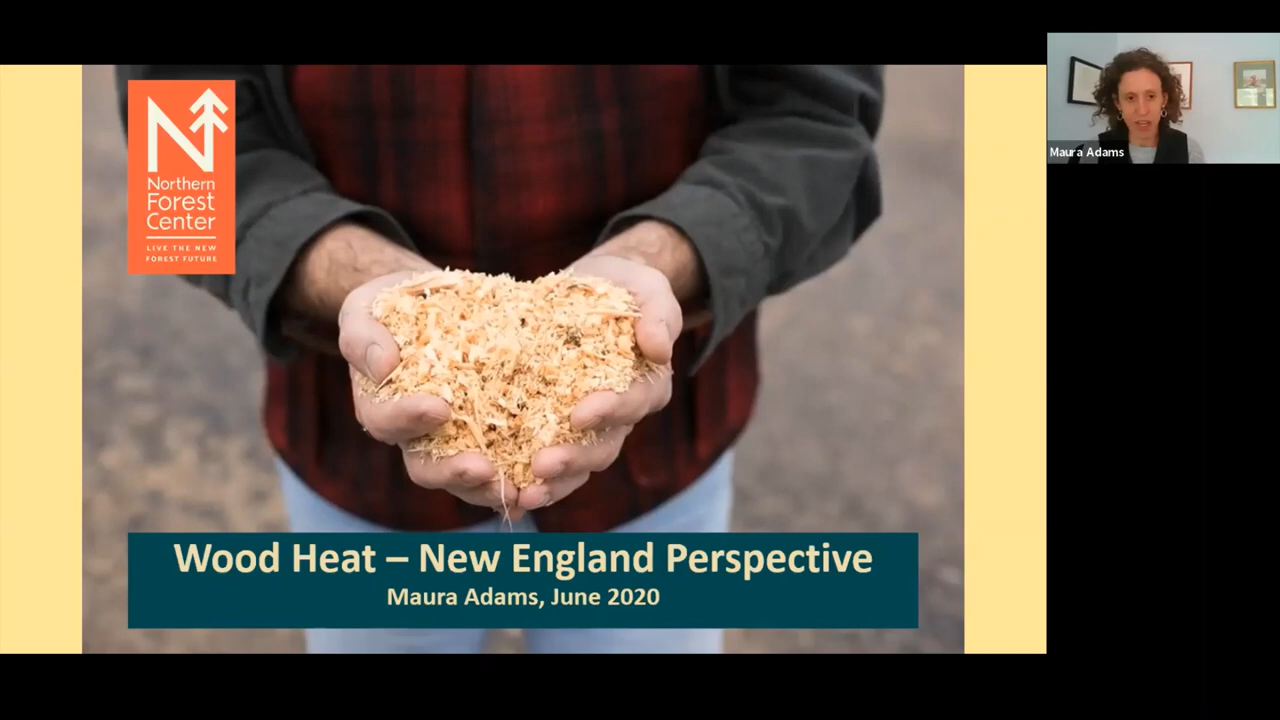 Northern
Forest
Center
LIVE THE NEW
FOREST FUTURE
Maura Adams
Wood Heat – New England Perspective
Maura Adams, June 2020